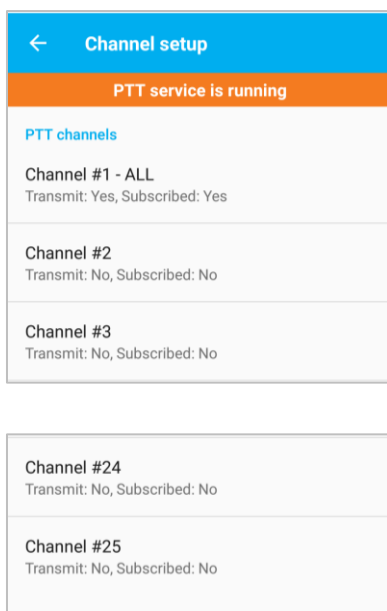 Channel setup
PTT service is running
PTT channels
Channel #1 - ALL
Transmit: Yes, Subscribed: Yes
Channel #2
Transmit: No, Subscribed: No
Channel #3
Transmit: No, Subscribed: No
Channel #24
Transmit: No, Subscribed: No
Channel #25
Transmit: No, Subscribed: No